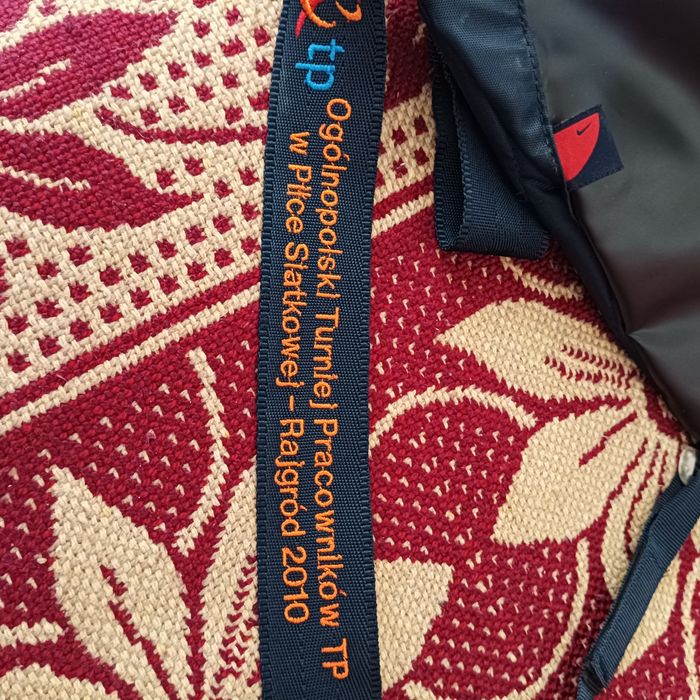 tp
Ogólnopolski Turniej Pracowników TP
w Piłce Siatkowej - Rajgród 2010